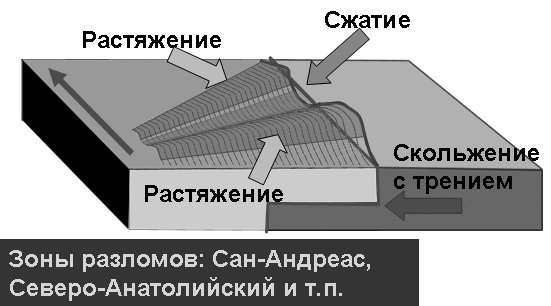 Сжатие
Растяжение
Скольжение
с трением
Растяжение
Зоны разломов: Сан-Андреас,
Северо-Анатолийский и т.п.